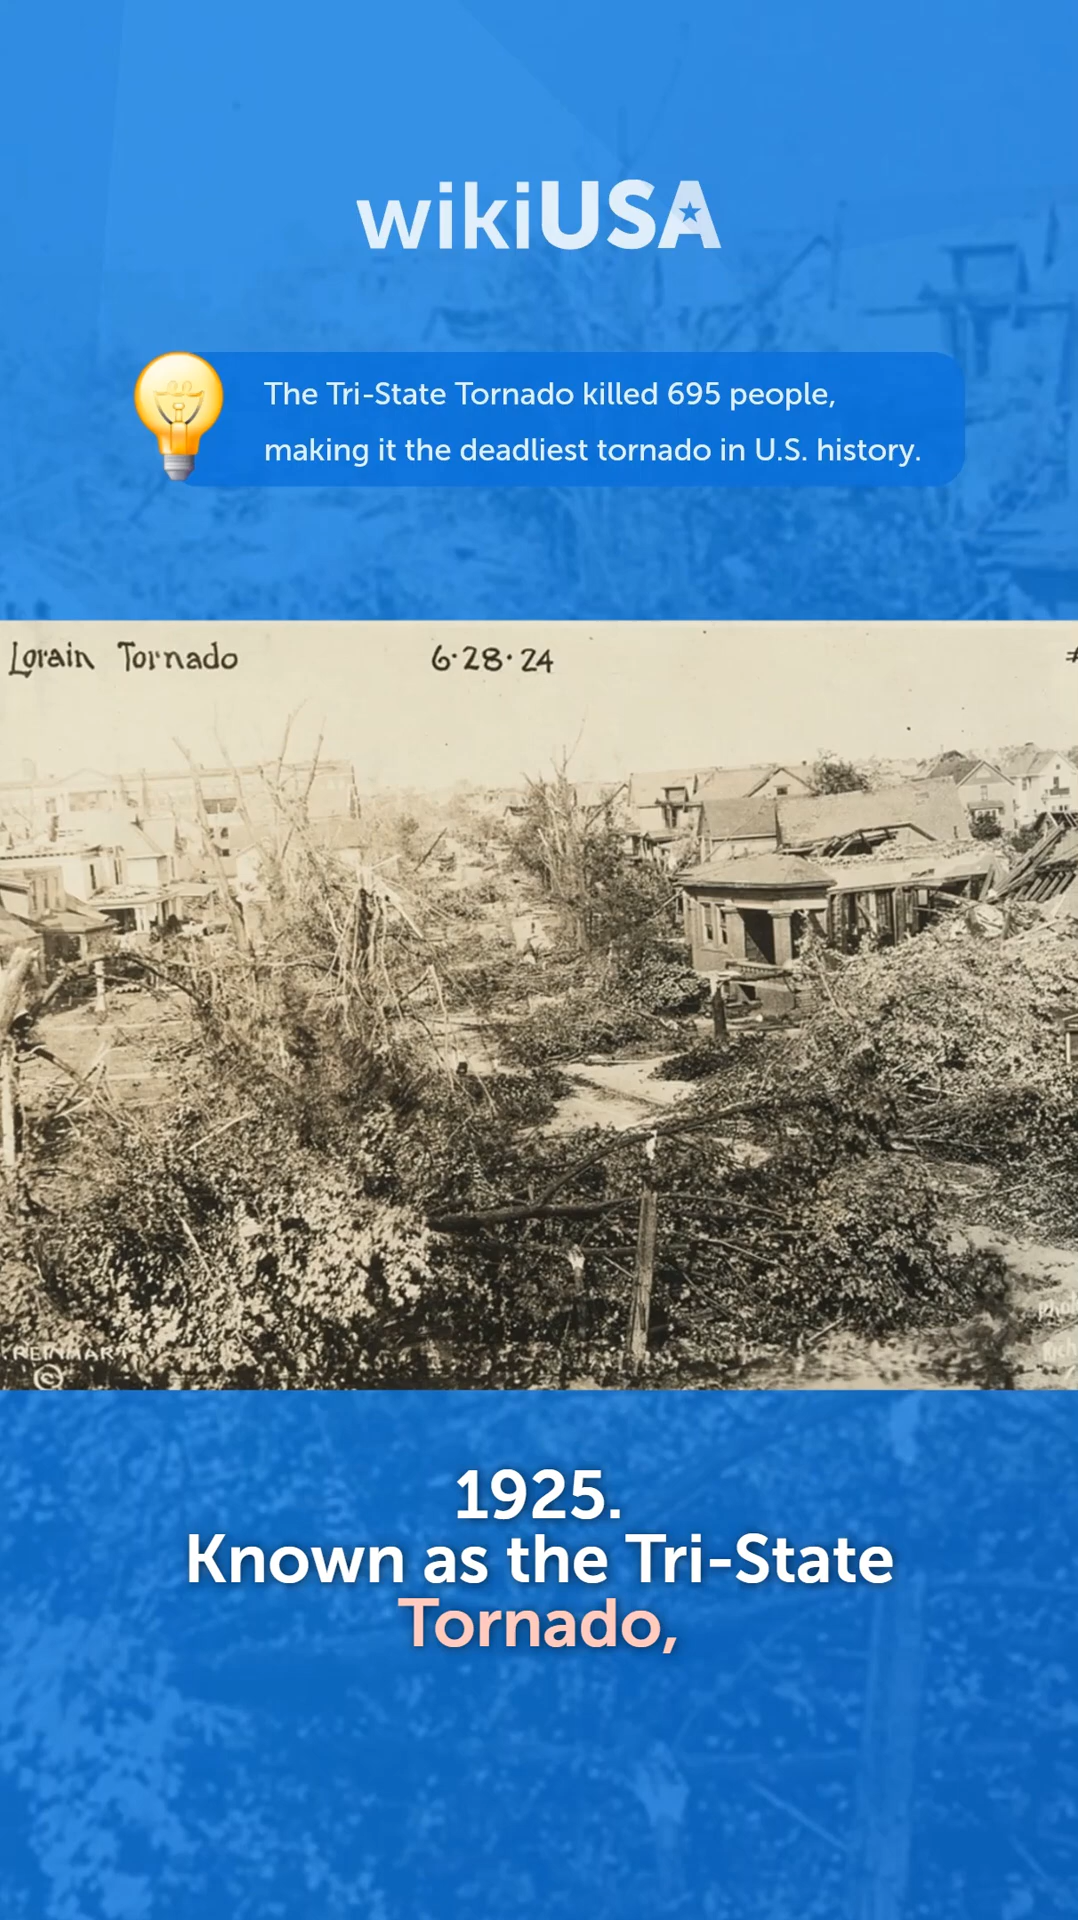 wikiUSA
The Tri-State Tornado killed 695 people,
making it the deadliest tornado in U.S. history.
Lorain Tornado 6·28·24 #
REINHART
©
1925.
Known as the Tri-State
Tornado,